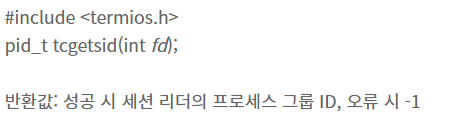 #include <termios.h>
pid_t tcgetsid(int fd);
반환값: 성공 시 세션 리더의 프로세스 그룹 ID, 오류 시 -1